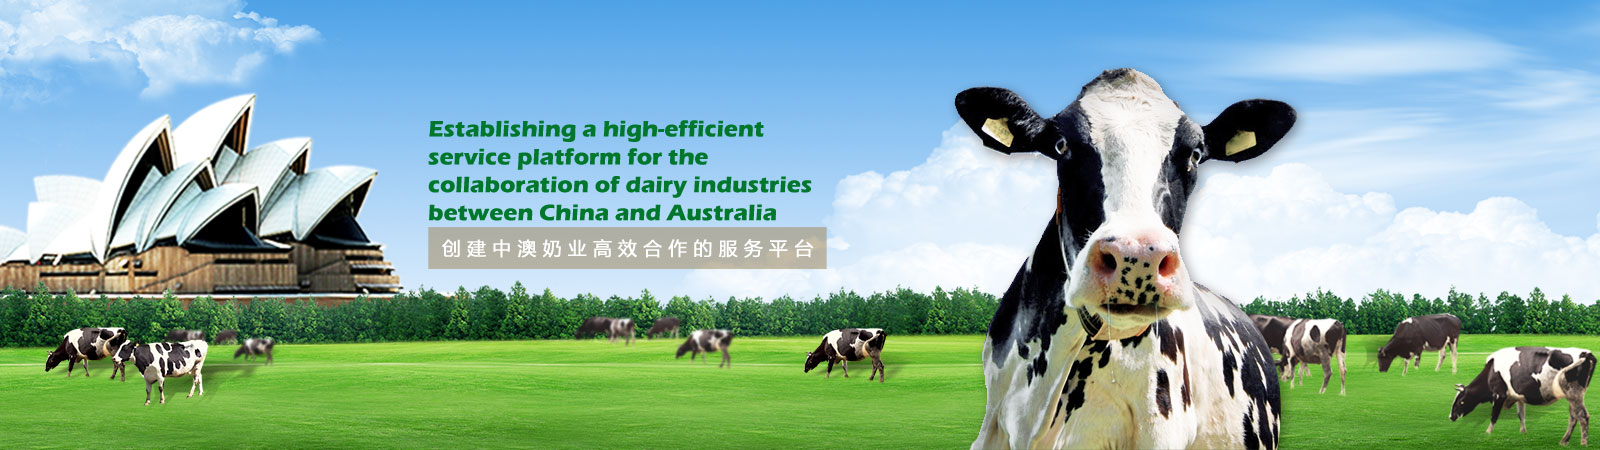 Establishing a high-efficient
service platform for the
collaboration of dairy industries
between China and Australia
创建中澳奶业高效合作的服务平台